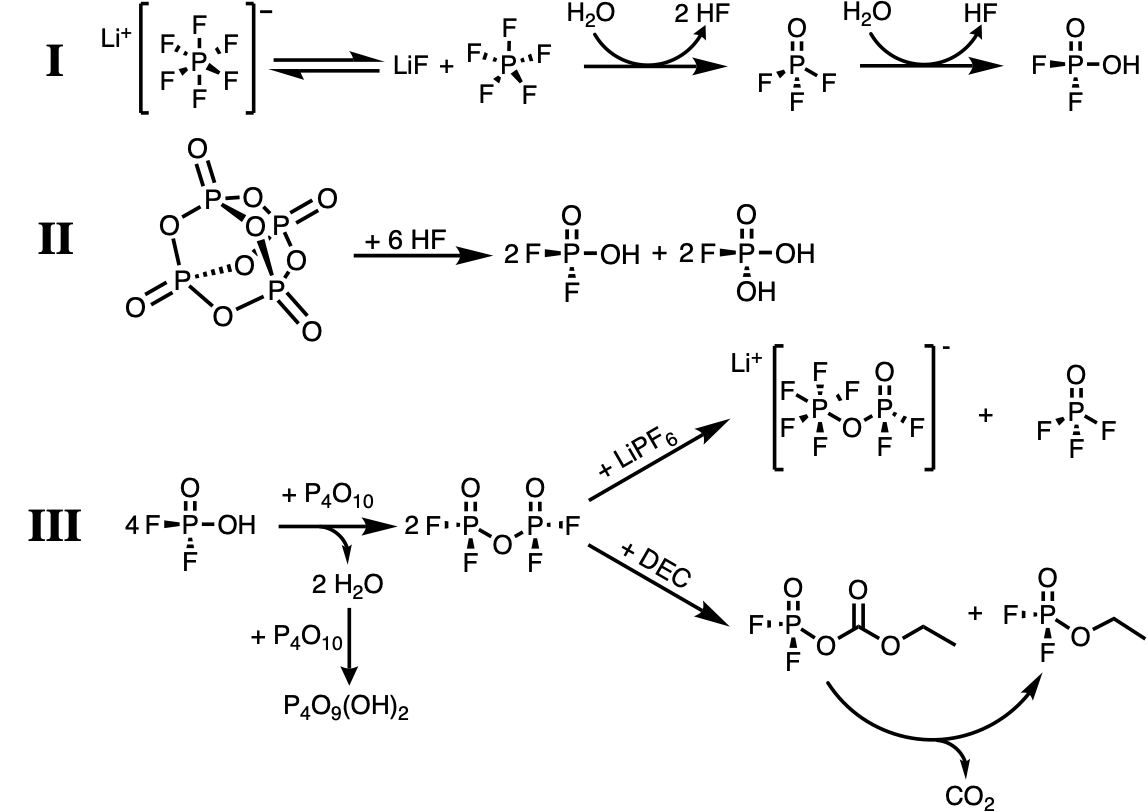 I
Li⁺ [ F F F P F F F ]⁻ ⇌ LiF + F F F P F F H₂O 2 HF O F P F F H₂O HF O F P OH F
II
O P O P O O O P O O P O O P O + 6 HF 2 F O P OH F + 2 F O P OH OH
III
4 F O P OH F + P₄O₁₀ 2 H₂O 2 F O P F O O P F F
+ P₄O₁₀
P₄O₉(OH)₂
+ LiPF₆
Li⁺ [ F F F P F F O O P F F ]⁻ + O F P F F
+ DEC
F O P F O O O + F O P F O
CO₂